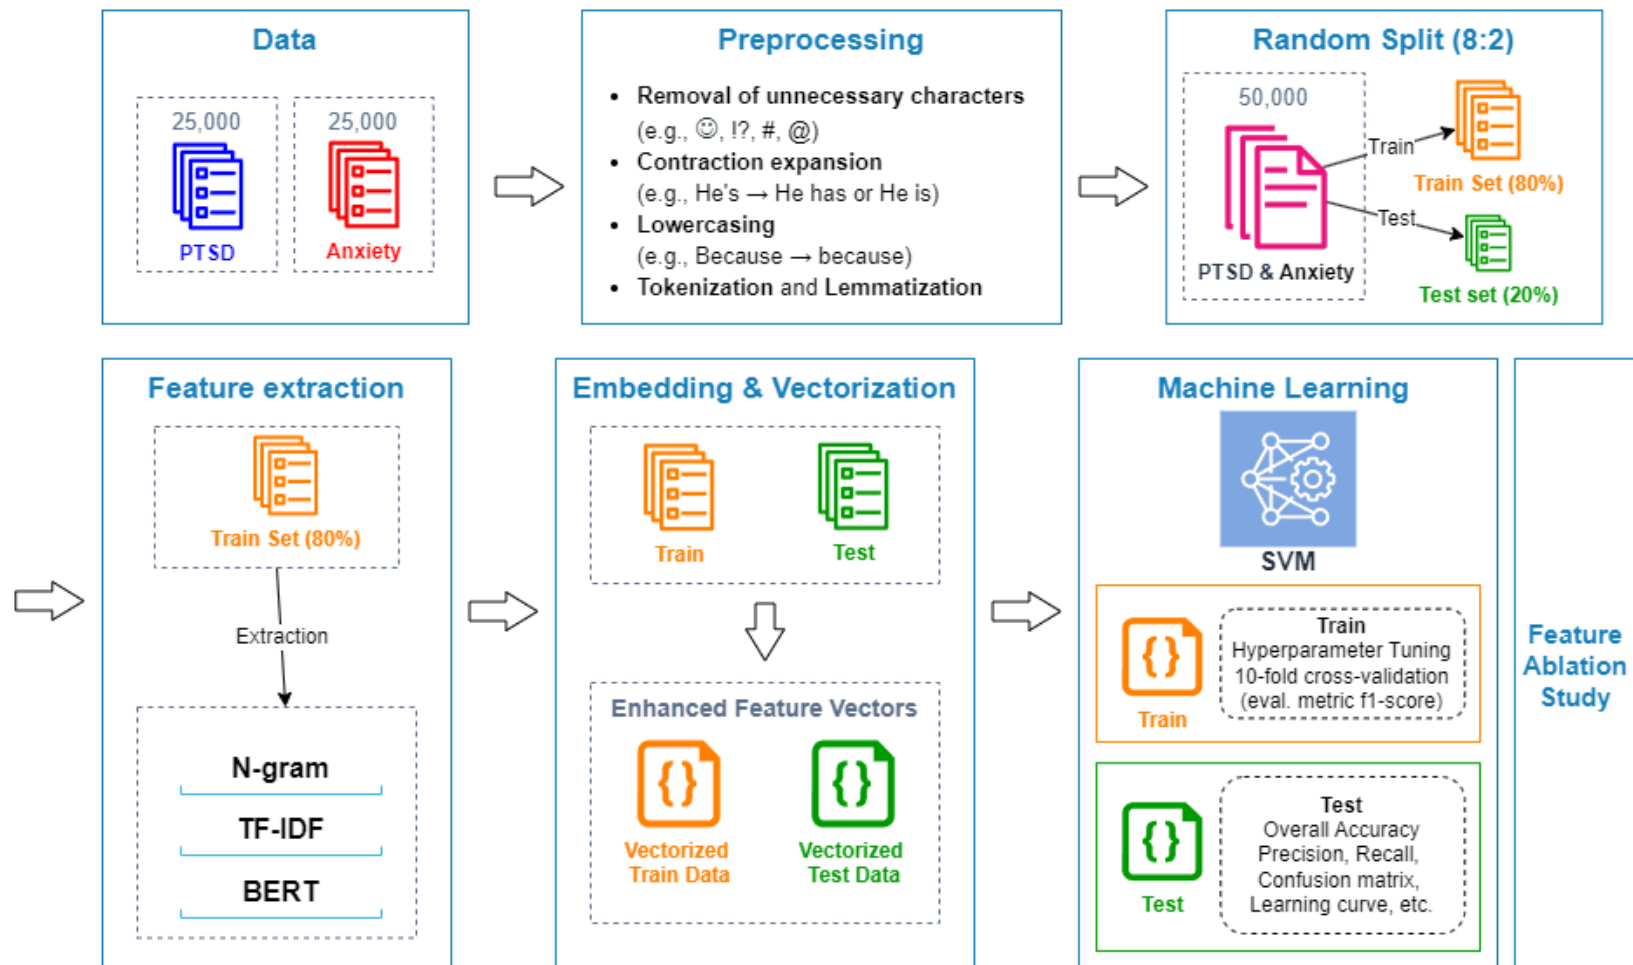 Data
25,000
PTSD
25,000
Anxiety
Preprocessing
• Removal of unnecessary characters
(e.g., ☺, !?, #, @)
• Contraction expansion
(e.g., He's → He has or He is)
• Lowercasing
(e.g., Because → because)
• Tokenization and Lemmatization
Random Split (8:2)
50,000
PTSD & Anxiety
Train
Test
Train Set (80%)
Test set (20%)
Feature extraction
Train Set (80%)
Extraction
N-gram
TF-IDF
BERT
Embedding & Vectorization
Train
Test
Enhanced Feature Vectors
{}
Vectorized
Train Data
{}
Vectorized
Test Data
Machine Learning
SVM
{}
Train
Train
Hyperparameter Tuning
10-fold cross-validation
(eval. metric f1-score)
{}
Test
Test
Overall Accuracy
Precision, Recall,
Confusion matrix,
Learning curve, etc.
Feature
Ablation
Study